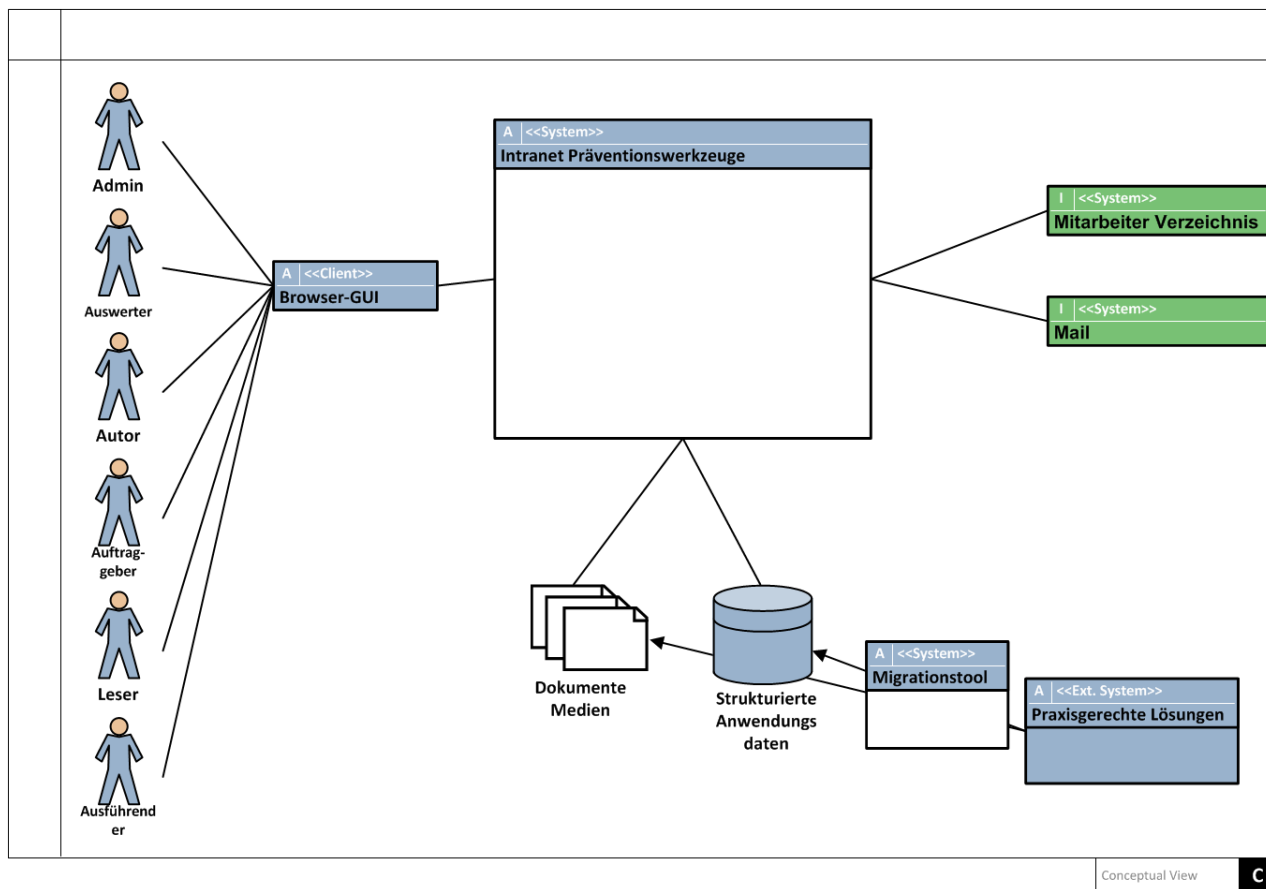 Admin
Auswerter
Autor
Auftrag-
geber
Leser
Ausführend
er
A <<Client>>
Browser-GUI
A <<System>>
Intranet Präventionswerkzeuge
I <<System>>
Mitarbeiter Verzeichnis
I <<System>>
Mail
Dokumente
Medien
Strukturierte
Anwendungs
daten
A <<System>>
Migrationstool
A <<Ext. System>>
Praxisgerechte Lösungen
Conceptual View
C